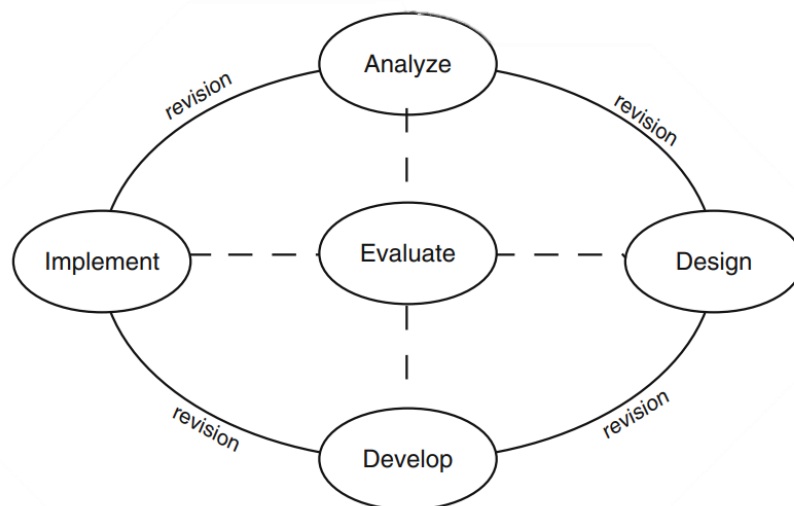 Analyze
revision
revision
Implement
Evaluate
Design
revision
revision
Develop